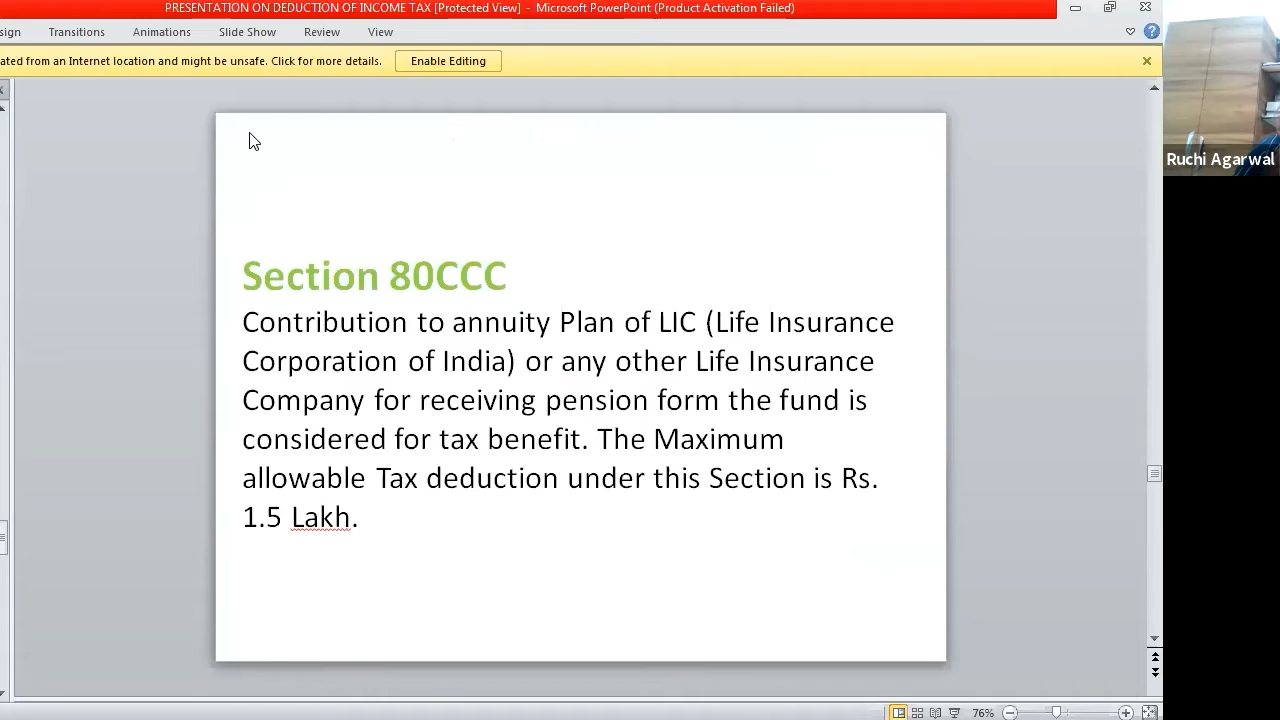 PRESENTATION ON DEDUCTION OF INCOME TAX [Protected View] - Microsoft PowerPoint (Product Activation Failed)
sign Transitions Animations Slide Show Review View
ated from an Internet location and might be unsafe. Click for more details. Enable Editing
Ruchi Agarwal
Section 80CCC
Contribution to annuity Plan of LIC (Life Insurance
Corporation of India) or any other Life Insurance
Company for receiving pension form the fund is
considered for tax benefit. The Maximum
allowable Tax deduction under this Section is Rs.
1.5 Lakh.
76%